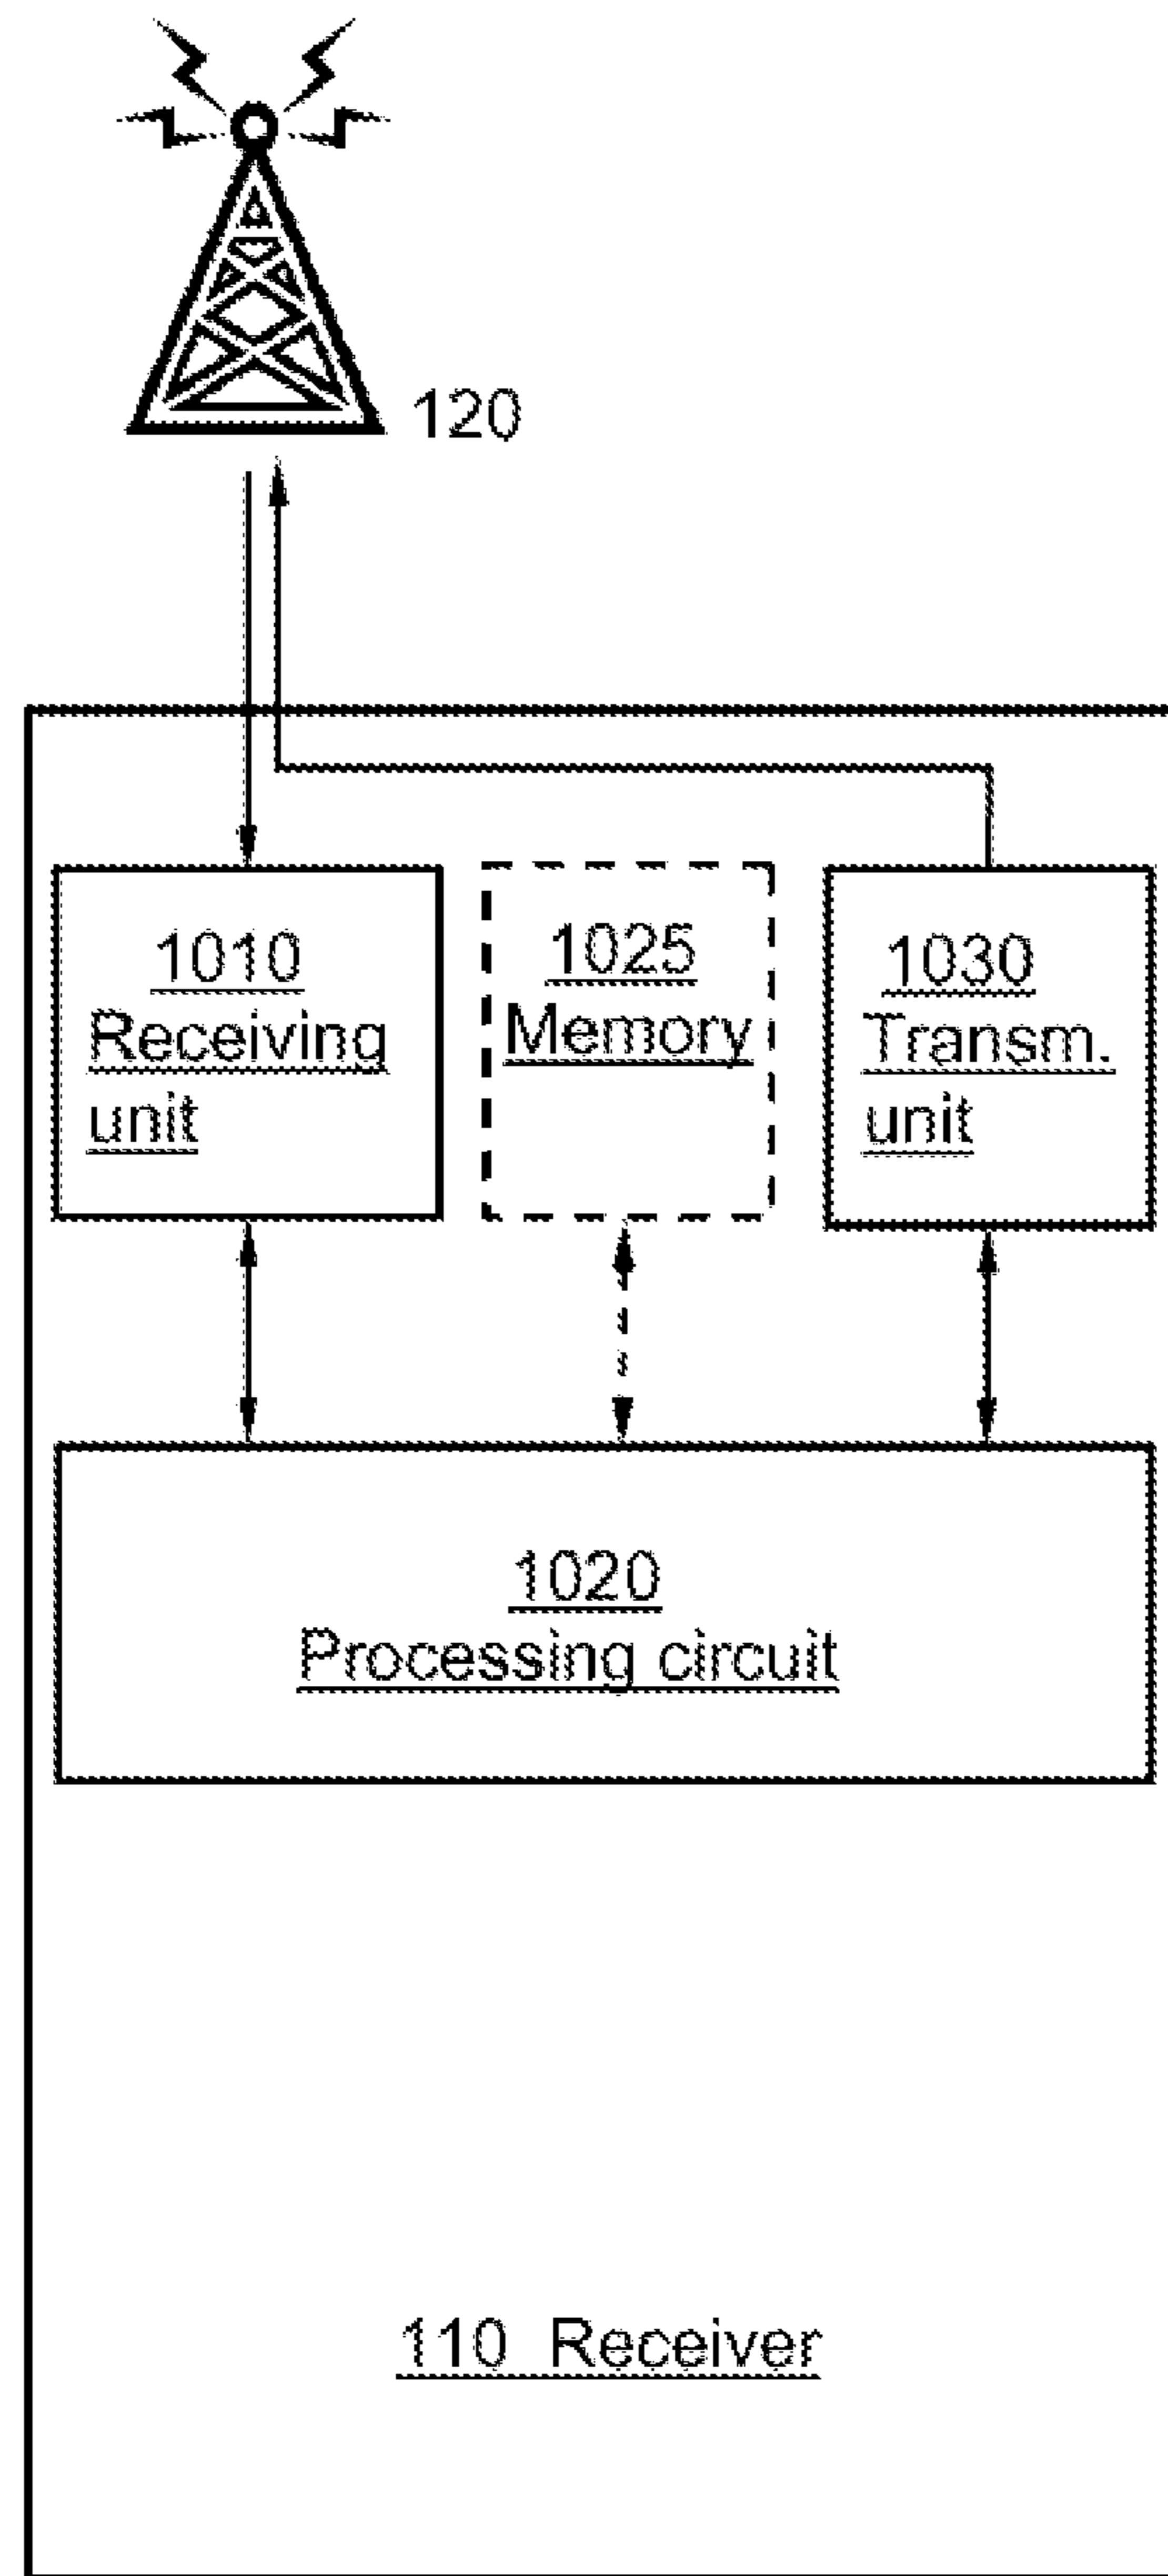 120
1010
Receiving
unit
1025
Memory
1030
Transm.
unit
1020
Processing circuit
110 Receiver